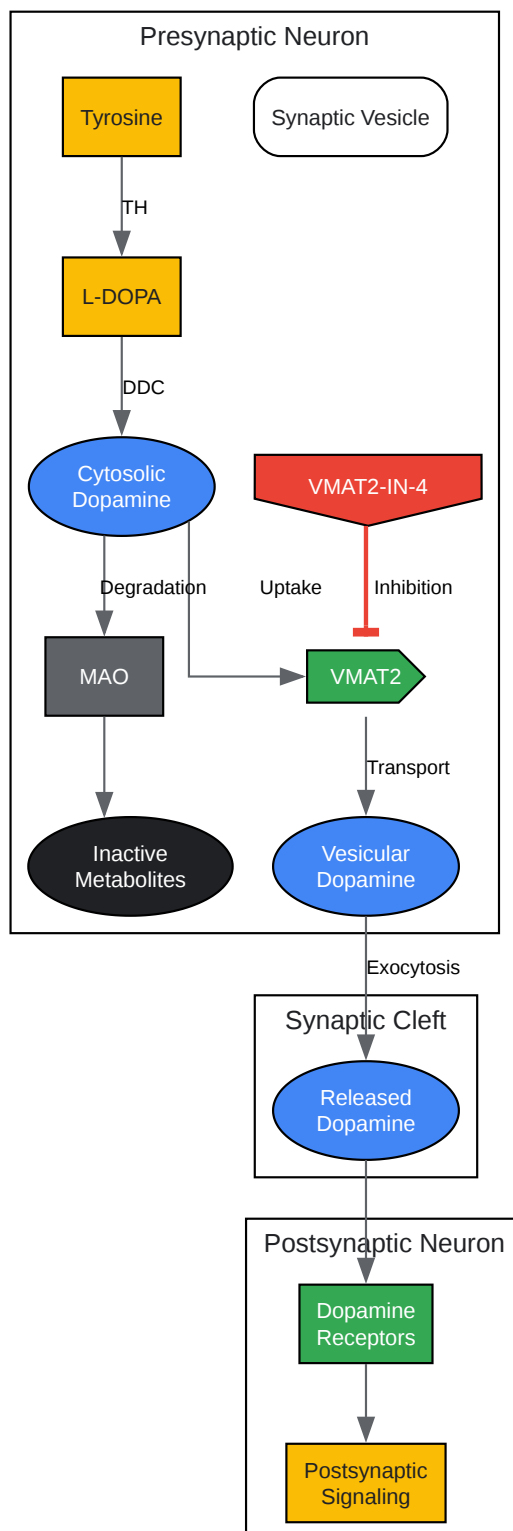 Presynaptic Neuron
Tyrosine
Synaptic Vesicle
TH
L-DOPA
DDC
Cytosolic
Dopamine
VMAT2-IN-4
Degradation
Uptake
Inhibition
MAO
VMAT2
Transport
Inactive
Metabolites
Vesicular
Dopamine
Exocytosis
Synaptic Cleft
Released
Dopamine
Postsynaptic Neuron
Dopamine
Receptors
Postsynaptic
Signaling